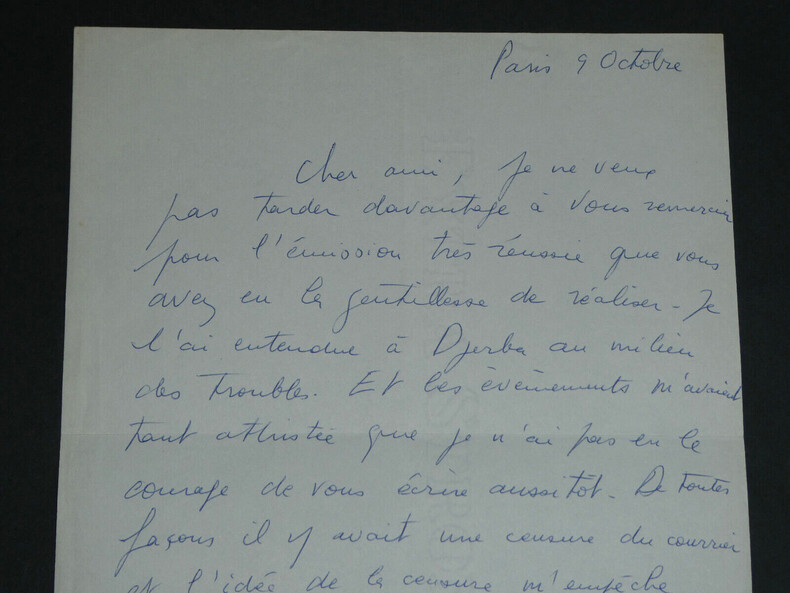 Paris 9 Octobre
Cher ami, je ne veux
pas tarder davantage à vous remercier
pour l'émission très réussie que vous
avez eu la gentillesse de réaliser - Je
l'ai entendue à Djerba au milieu
des troubles. Et les évènements m'avaient
tant attristée que je n'ai pas eu le
courage de vous écrire aussitôt. De toutes
façons il y avait une censure du courrier
et l'idée de la censure m'empêche